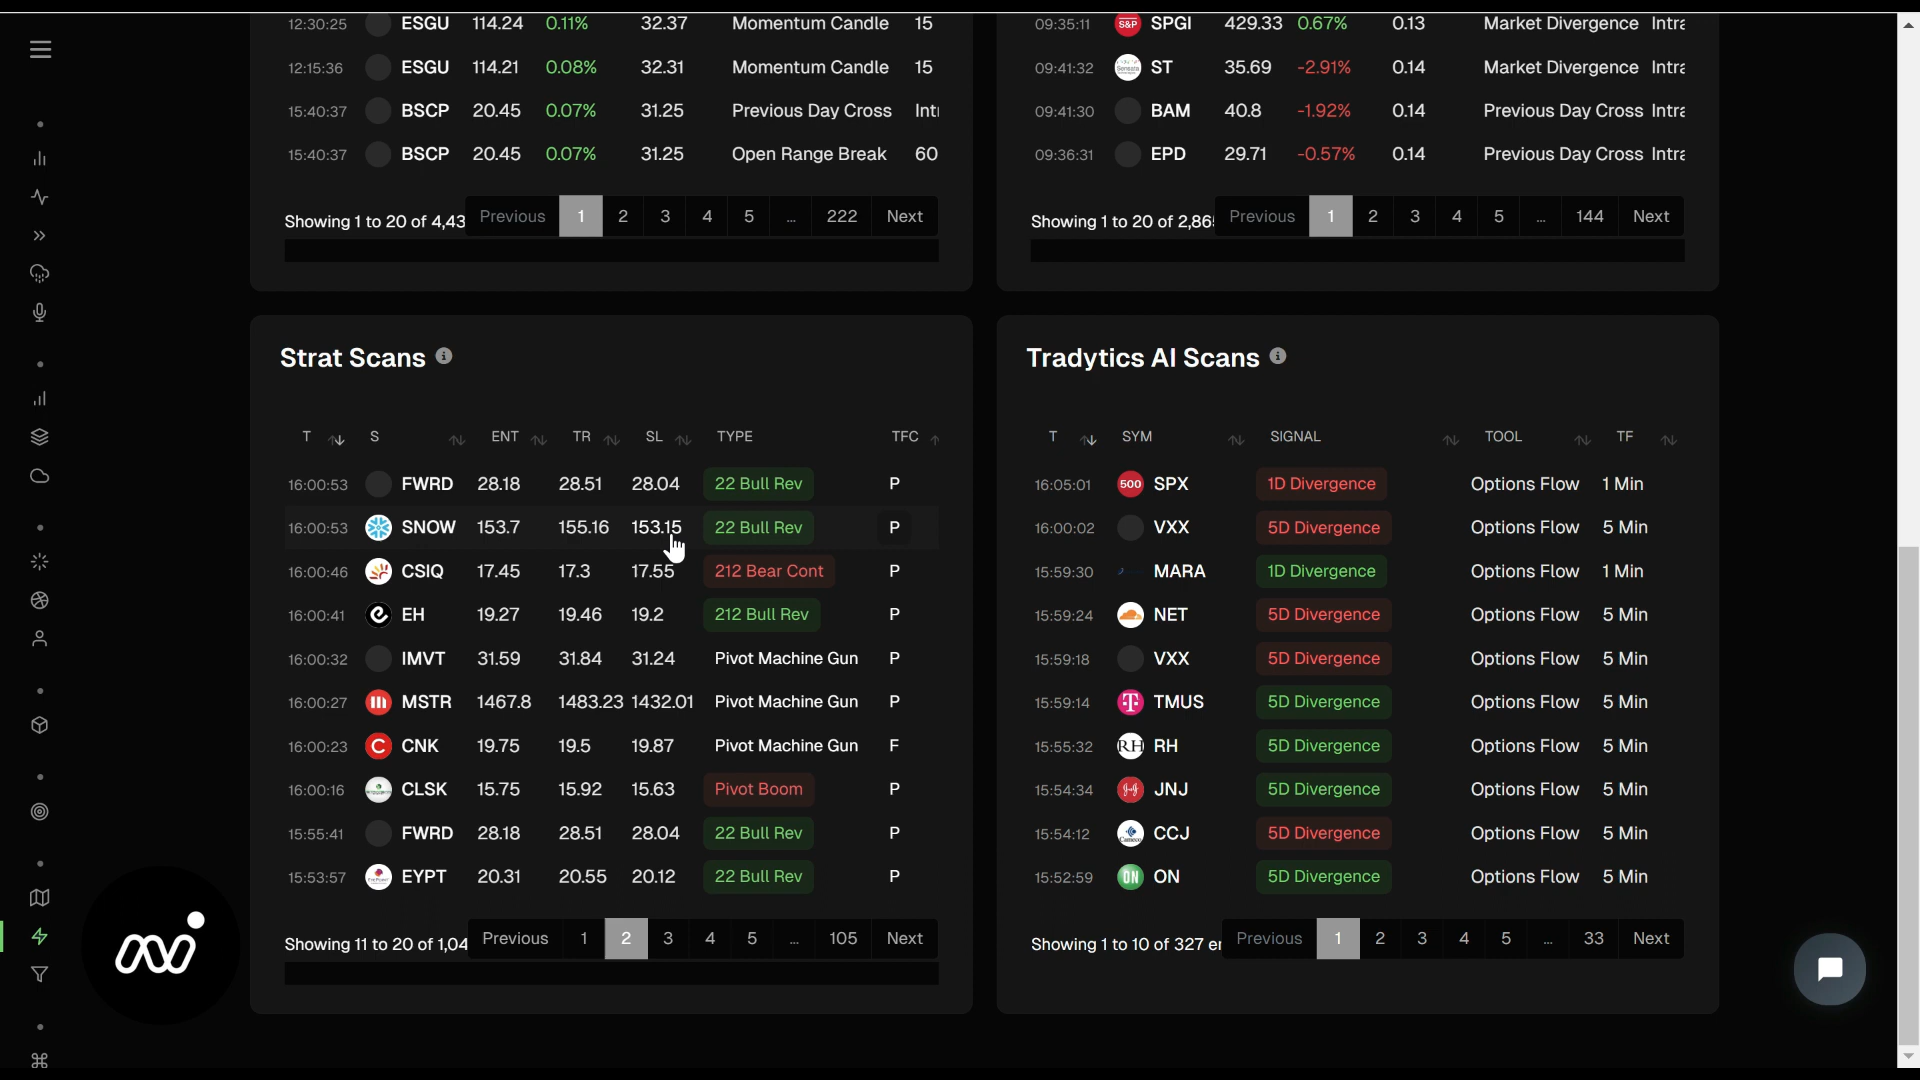 12:30:25 ESGU 114.24 0.11% 32.37 Momentum Candle 15
12:15:36 ESGU 114.21 0.08% 32.31 Momentum Candle 15
15:40:37 BSCP 20.45 0.07% 31.25 Previous Day Cross Int
15:40:37 BSCP 20.45 0.07% 31.25 Open Range Break 60
Showing 1 to 20 of 4,43 Previous 1 2 3 4 5 ... 222 Next
09:35:11 S&P SPGI 429.33 0.67% 0.13 Market Divergence Intra
09:41:32 ST 35.69 -2.91% 0.14 Market Divergence Intra
09:41:30 BAM 40.8 -1.92% 0.14 Previous Day Cross Intra
09:36:31 EPD 29.71 -0.57% 0.14 Previous Day Cross Intra
Showing 1 to 20 of 2,86 Previous 1 2 3 4 5 ... 144 Next
Strat Scans
T S ENT TR SL TYPE TFC
16:00:53 FWRD 28.18 28.51 28.04 22 Bull Rev P
16:00:53 SNOW 153.7 155.16 153.15 22 Bull Rev P
16:00:46 CSIQ 17.45 17.3 17.55 212 Bear Cont P
16:00:41 EH 19.27 19.46 19.2 212 Bull Rev P
16:00:32 IMVT 31.59 31.84 31.24 Pivot Machine Gun P
16:00:27 MSTR 1467.8 1483.23 1432.01 Pivot Machine Gun P
16:00:23 C CNK 19.75 19.5 19.87 Pivot Machine Gun F
16:00:16 CLSK 15.75 15.92 15.63 Pivot Boom P
15:55:41 FWRD 28.18 28.51 28.04 22 Bull Rev P
15:53:57 EYPT 20.31 20.55 20.12 22 Bull Rev P
Showing 11 to 20 of 1,04 Previous 1 2 3 4 5 ... 105 Next
Tradytics AI Scans
T SYM SIGNAL TOOL TF
16:05:01 500 SPX 1D Divergence Options Flow 1 Min
16:00:02 VXX 5D Divergence Options Flow 5 Min
15:59:30 MARA 1D Divergence Options Flow 1 Min
15:59:24 NET 5D Divergence Options Flow 5 Min
15:59:18 VXX 5D Divergence Options Flow 5 Min
15:59:14 T TMUS 5D Divergence Options Flow 5 Min
15:55:32 RH RH 5D Divergence Options Flow 5 Min
15:54:34 JNJ 5D Divergence Options Flow 5 Min
15:54:12 CCJ 5D Divergence Options Flow 5 Min
15:52:59 ON ON 5D Divergence Options Flow 5 Min
Showing 1 to 10 of 327 er Previous 1 2 3 4 5 ... 33 Next